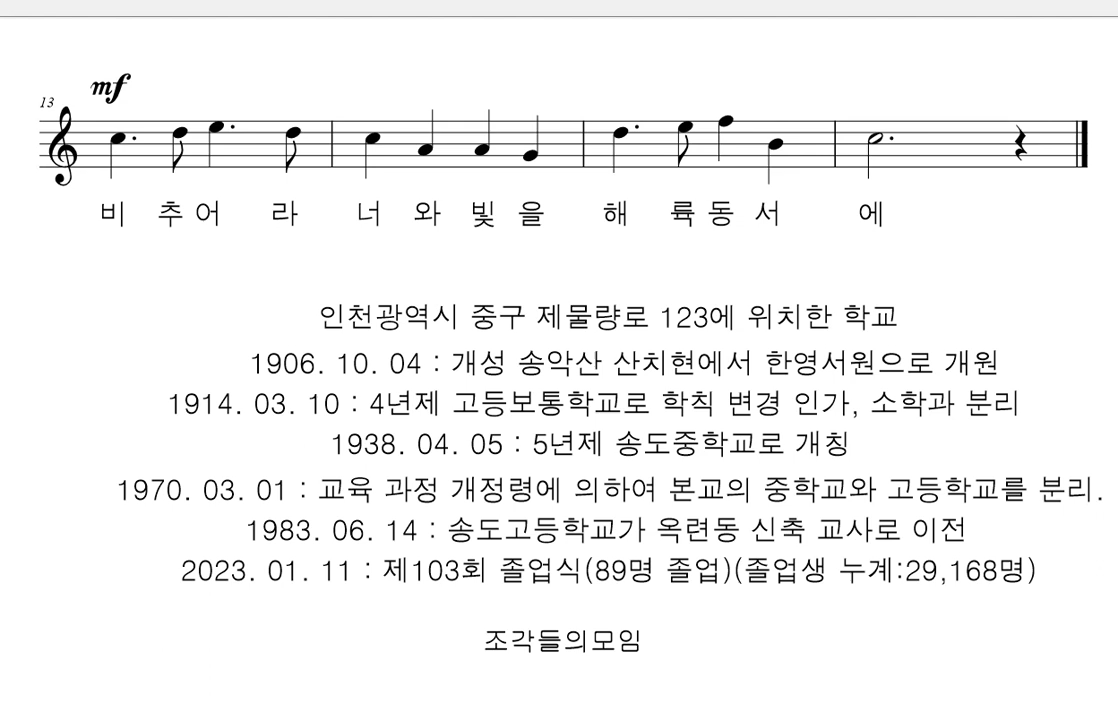 mf
13
비 추 어 라 너 와 빛 을 해 륙 동 서 에
인천광역시 중구 제물량로 123에 위치한 학교
1906. 10. 04 : 개성 송악산 산치현에서 한영서원으로 개원
1914. 03. 10 : 4년제 고등보통학교로 학칙 변경 인가, 소학과 분리
1938. 04. 05 : 5년제 송도중학교로 개칭
1970. 03. 01 : 교육 과정 개정령에 의하여 본교의 중학교와 고등학교를 분리.
1983. 06. 14 : 송도고등학교가 옥련동 신축 교사로 이전
2023. 01. 11 : 제103회 졸업식(89명 졸업)(졸업생 누계:29,168명)
조각들의모임